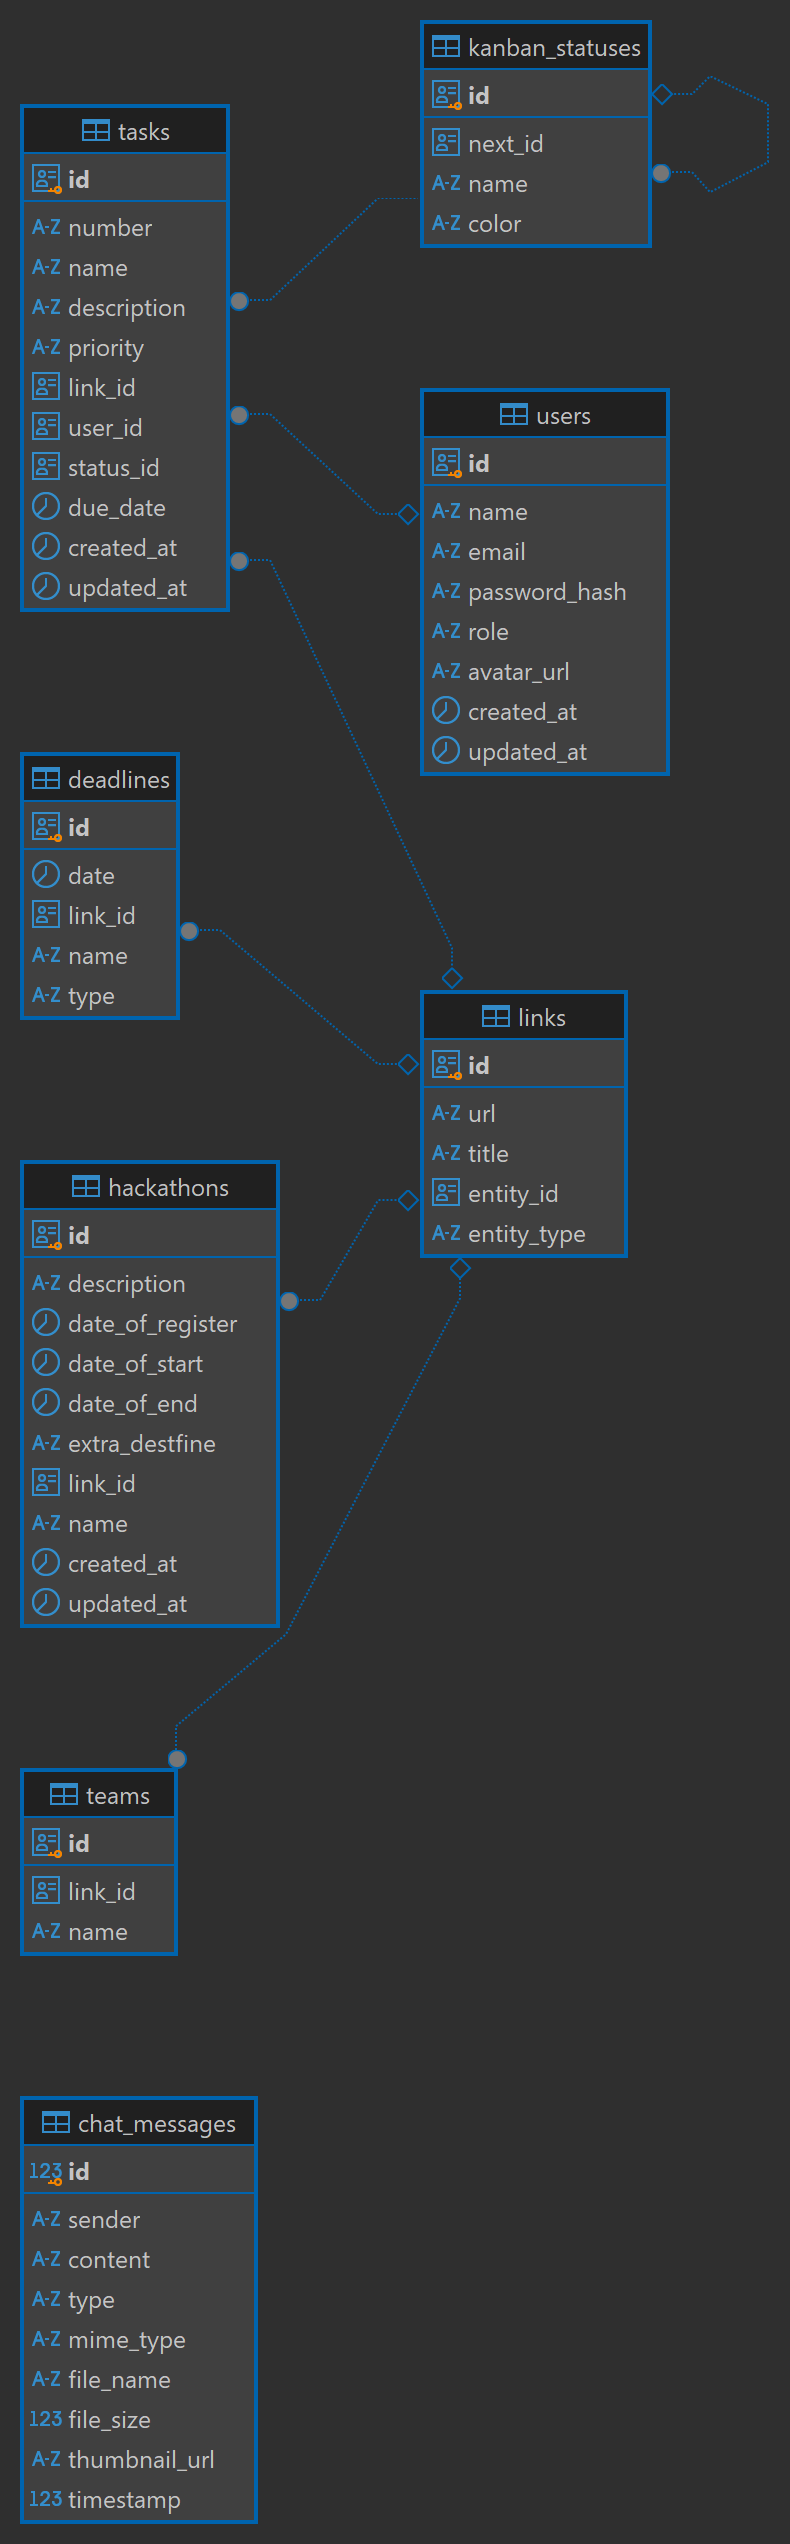 kanban_statuses
id
next_id
A-Z name
A-Z color
tasks
id
A-Z number
A-Z name
A-Z description
A-Z priority
link_id
user_id
status_id
due_date
created_at
updated_at
users
id
A-Z name
A-Z email
A-Z password_hash
A-Z role
A-Z avatar_url
created_at
updated_at
deadlines
id
date
link_id
A-Z name
A-Z type
links
id
A-Z url
A-Z title
entity_id
A-Z entity_type
hackathons
id
A-Z description
date_of_register
date_of_start
date_of_end
A-Z extra_destfine
link_id
A-Z name
created_at
updated_at
teams
id
link_id
A-Z name
chat_messages
123 id
A-Z sender
A-Z content
A-Z type
A-Z mime_type
A-Z file_name
123 file_size
A-Z thumbnail_url
123 timestamp